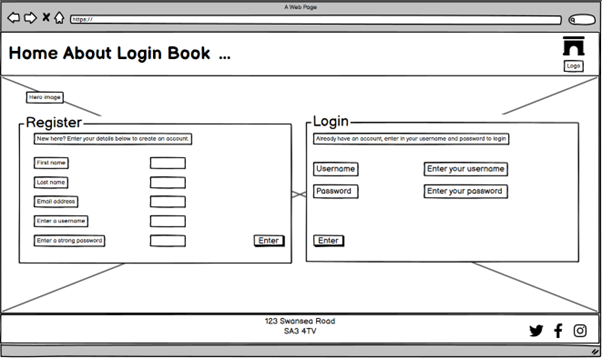 A Web Page
https://
Home About Login Book ...
Logo
Hero image
Register
New here? Enter your details below to create an account.
First name
Last name
Email address
Enter a username
Enter a strong password
Enter
Login
Already have an account, enter in your username and password to login
Username
Enter your username
Password
Enter your password
Enter
123 Swansea Road
SA3 4TV